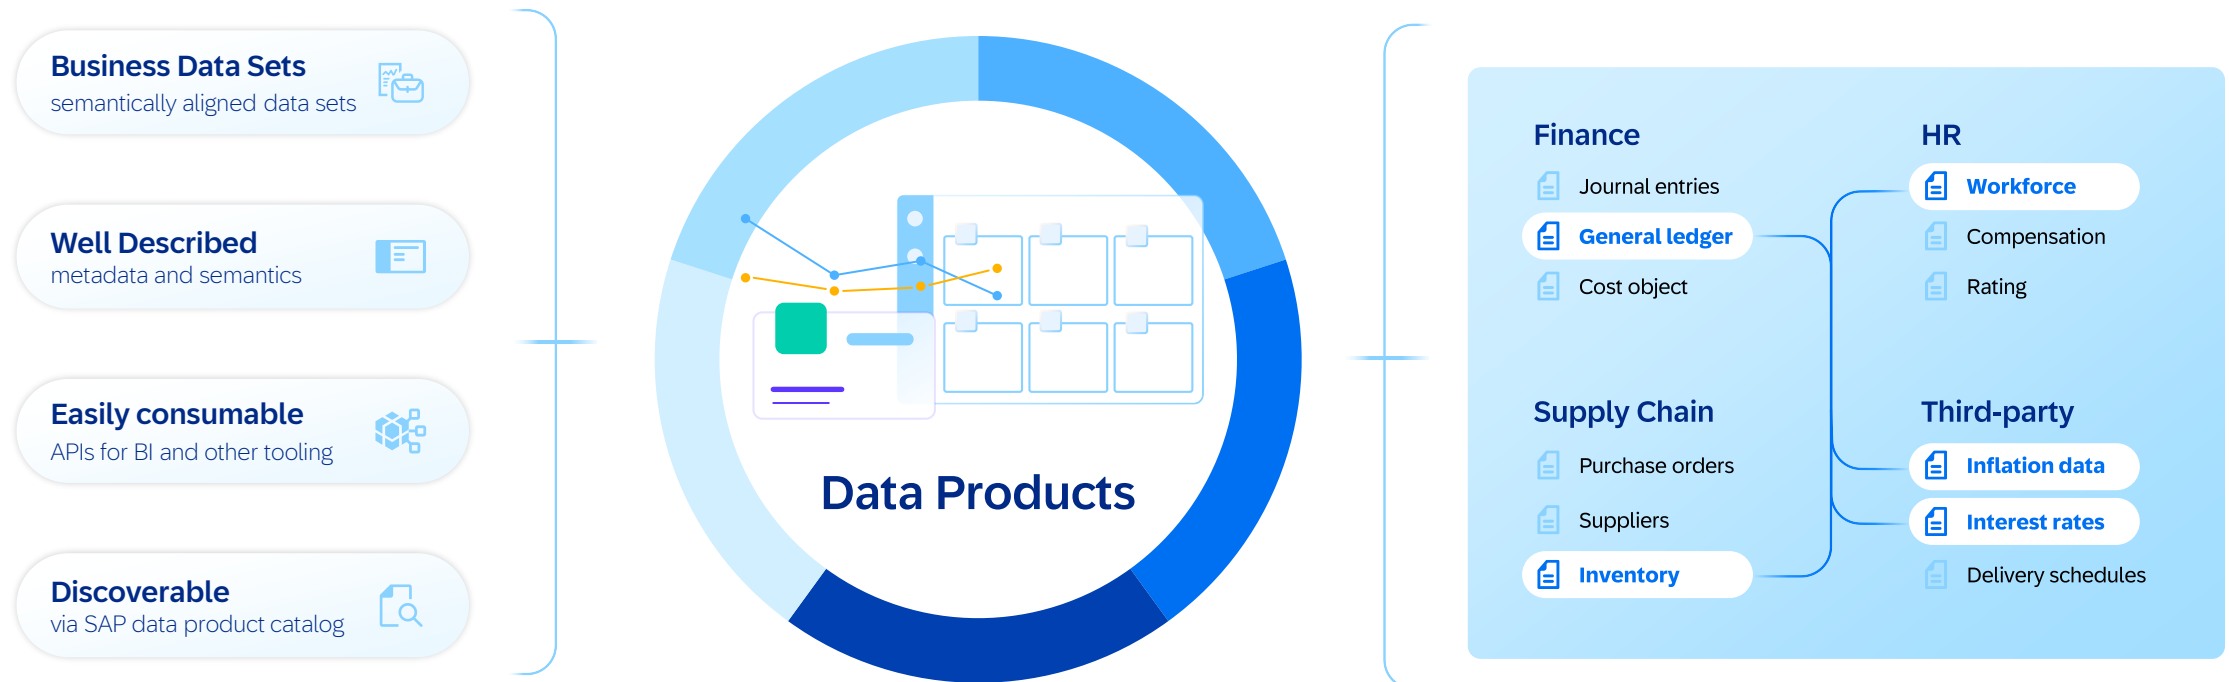 Business Data Sets
semantically aligned data sets
Well Described
metadata and semantics
Easily consumable
APIs for BI and other tooling
Discoverable
via SAP data product catalog
Data Products
Finance
Journal entries
General ledger
Cost object
HR
Workforce
Compensation
Rating
Supply Chain
Purchase orders
Suppliers
Inventory
Third-party
Inflation data
Interest rates
Delivery schedules